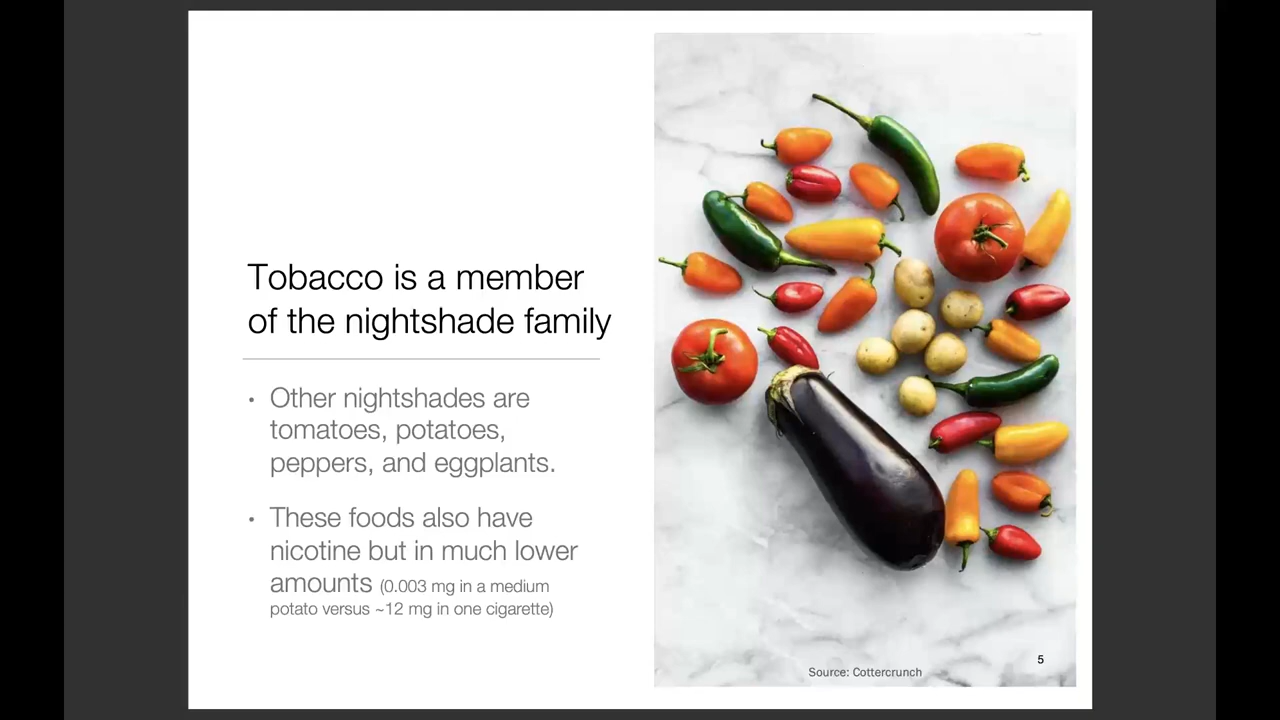 Tobacco is a member
of the nightshade family
• Other nightshades are
tomatoes, potatoes,
peppers, and eggplants.
• These foods also have
nicotine but in much lower
amounts (0.003 mg in a medium
potato versus ~12 mg in one cigarette)
5
Source: Cottercrunch